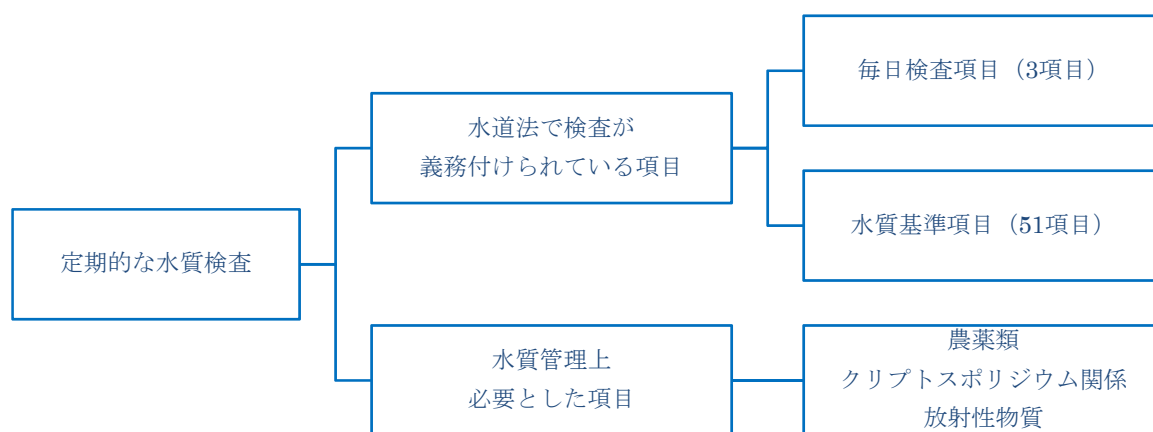 定期的な水質検査
水道法で検査が
義務付けられている項目
毎日検査項目（3項目）
水質基準項目（51項目）
水質管理上
必要とした項目
農薬類
クリプトスポリジウム関係
放射性物質